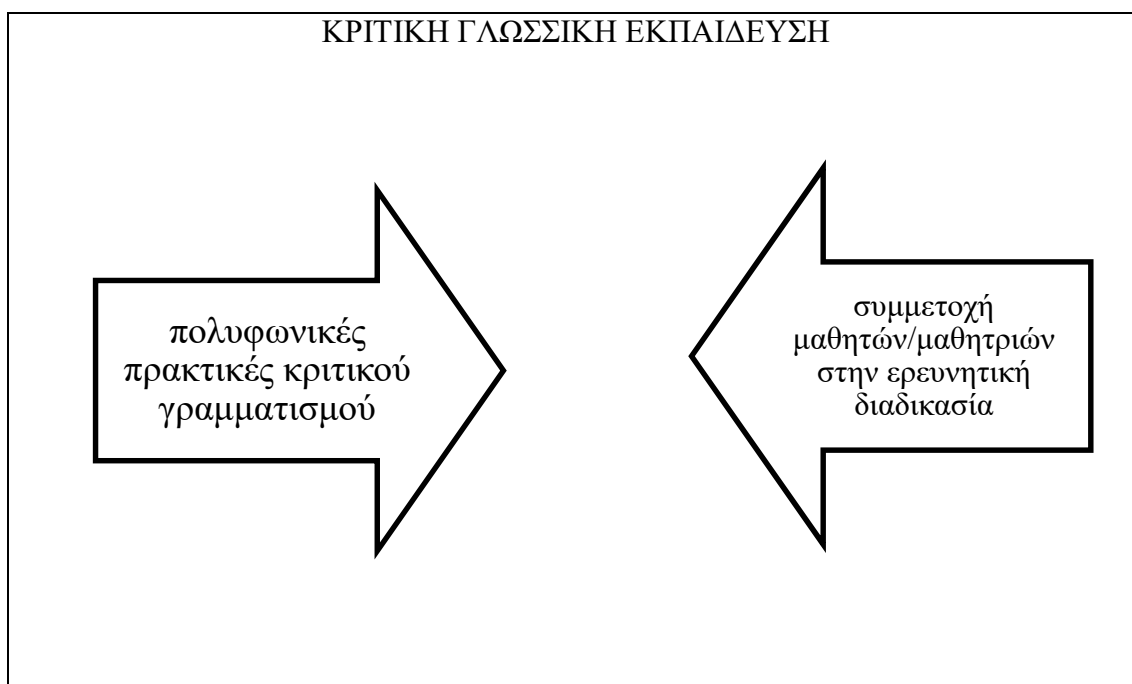 ΚΡΙΤΙΚΗ ΓΛΩΣΣΙΚΗ ΕΚΠΑΙΔΕΥΣΗ
πολυφωνικές
πρακτικές κριτικού
γραμματισμού
συμμετοχή
μαθητών/μαθητριών
στην ερευνητική
διαδικασία